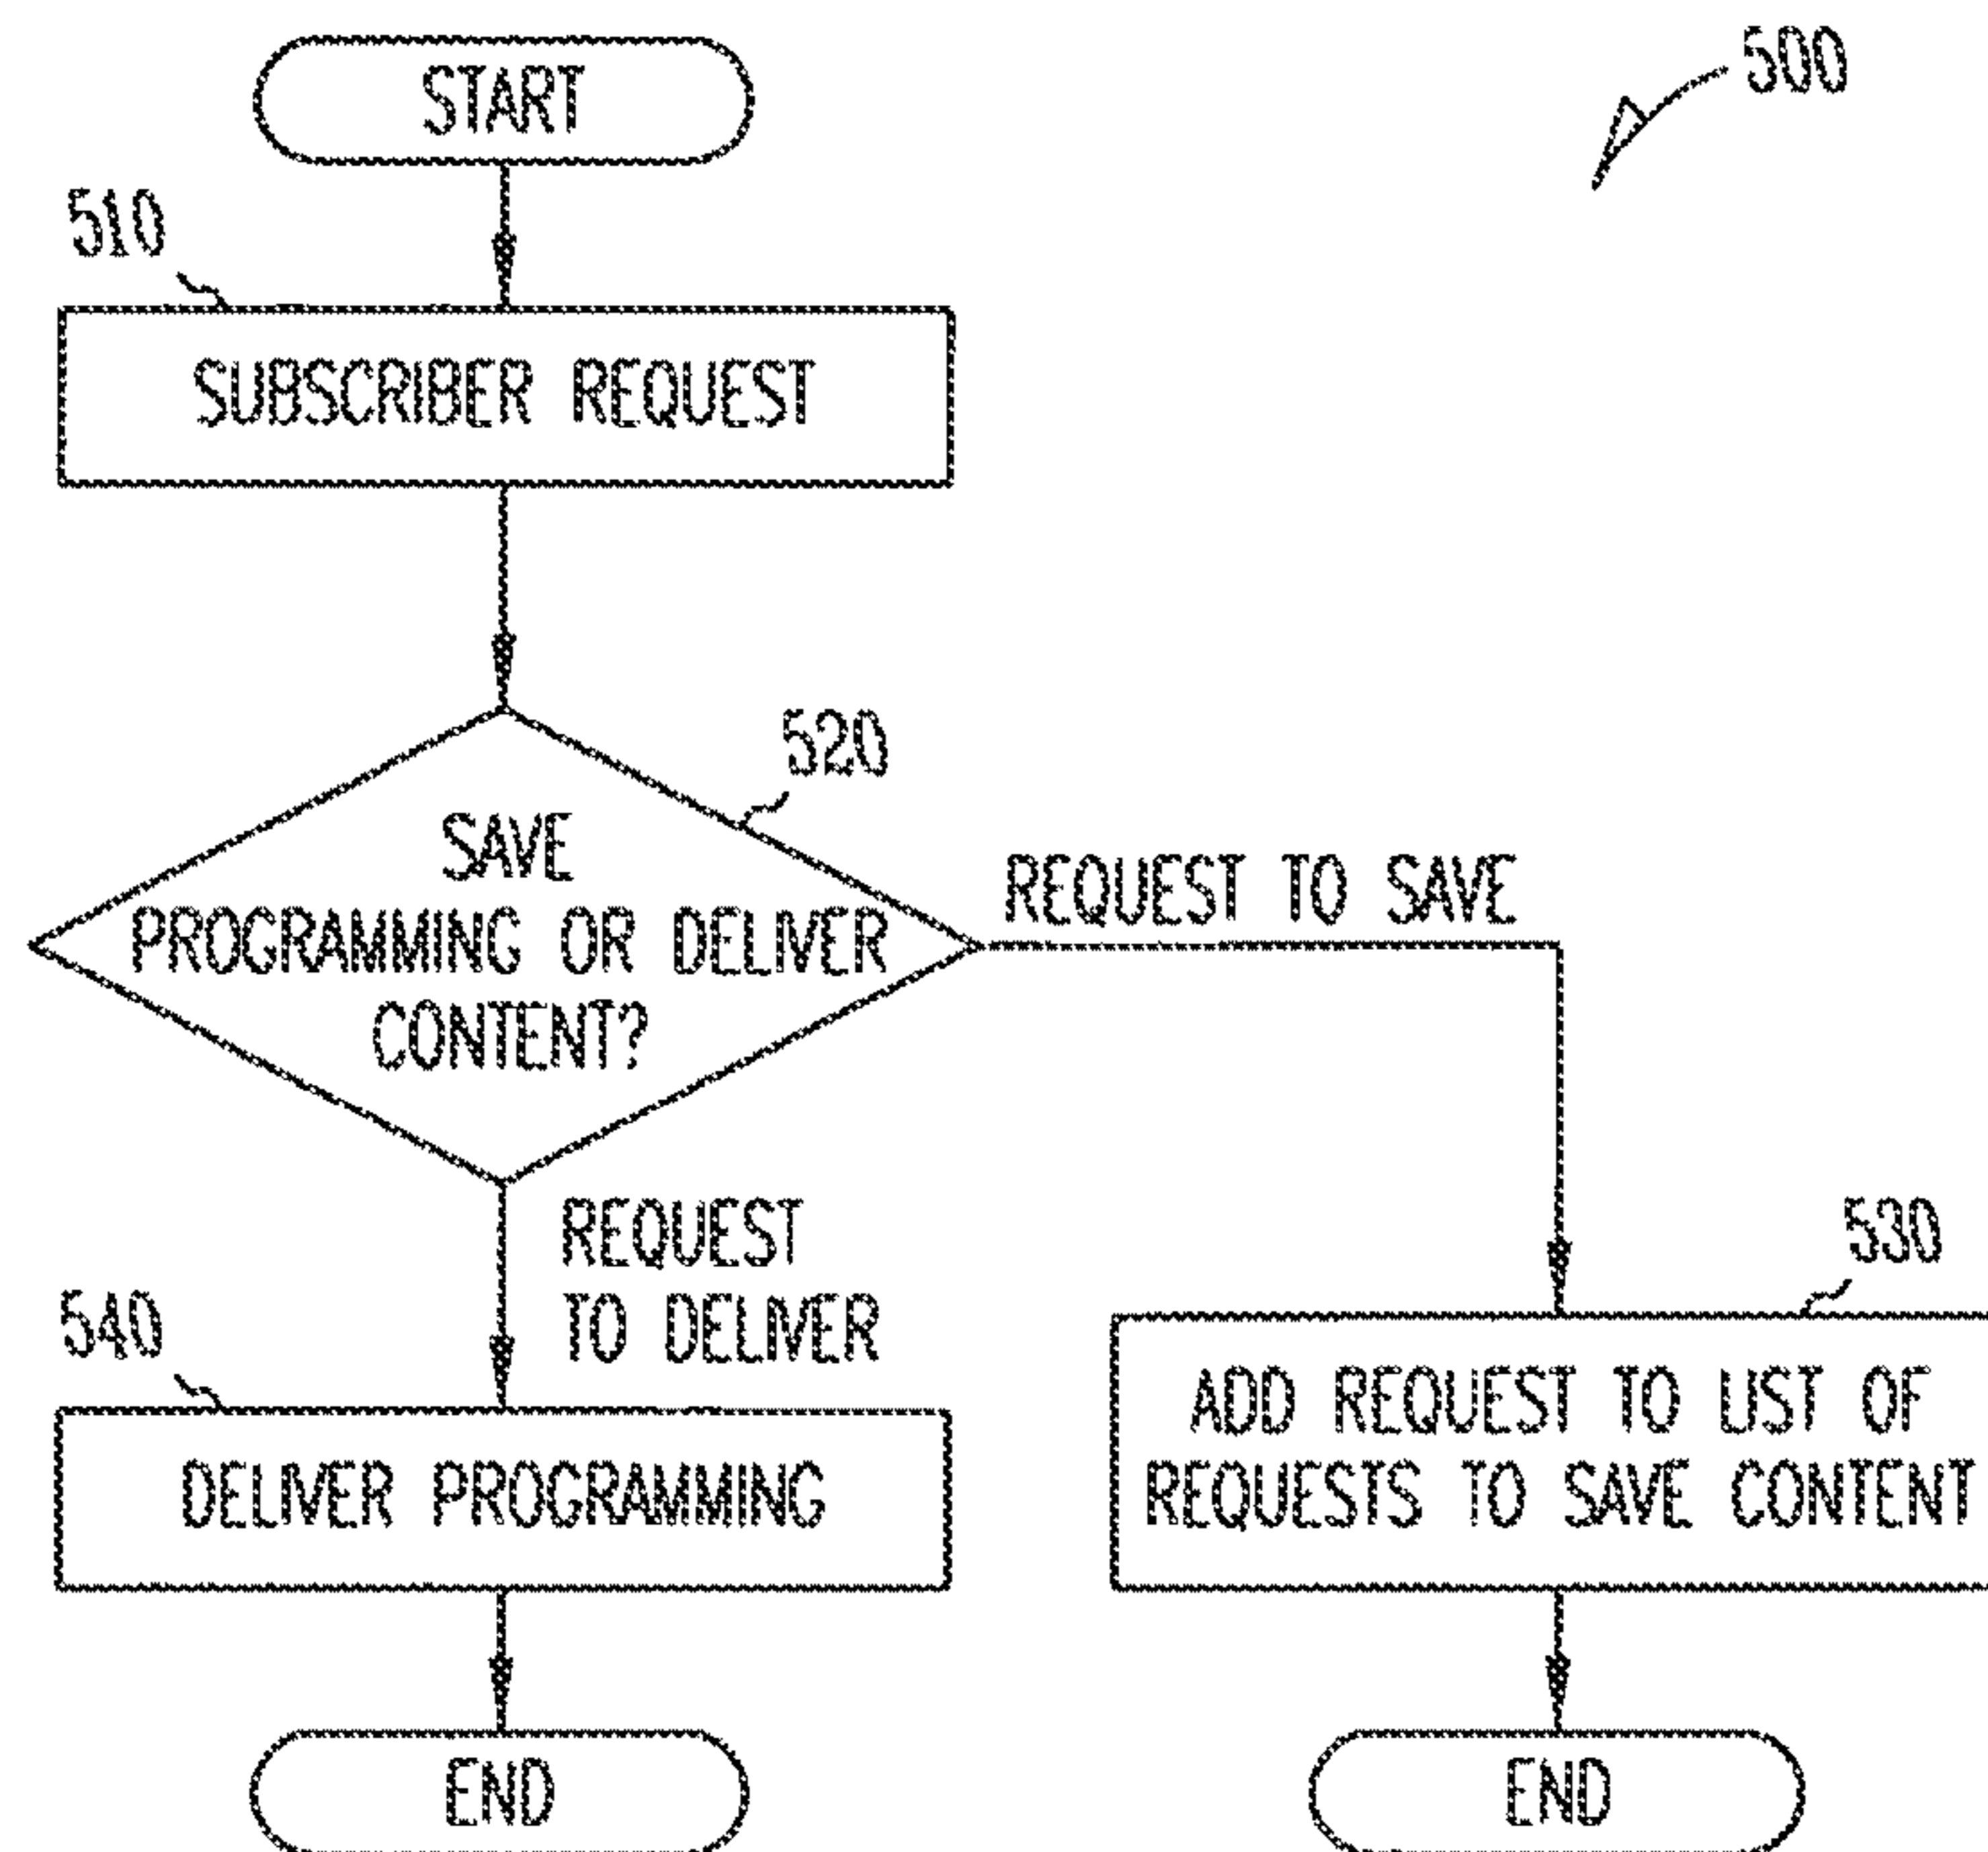 START
500
510
SUBSCRIBER REQUEST
520
SAVE
PROGRAMMING OR DELIVER
CONTENT?
REQUEST TO SAVE
REQUEST
TO DELIVER
530
540
ADD REQUEST TO LIST OF
REQUESTS TO SAVE CONTENT
DELIVER PROGRAMMING
END
END